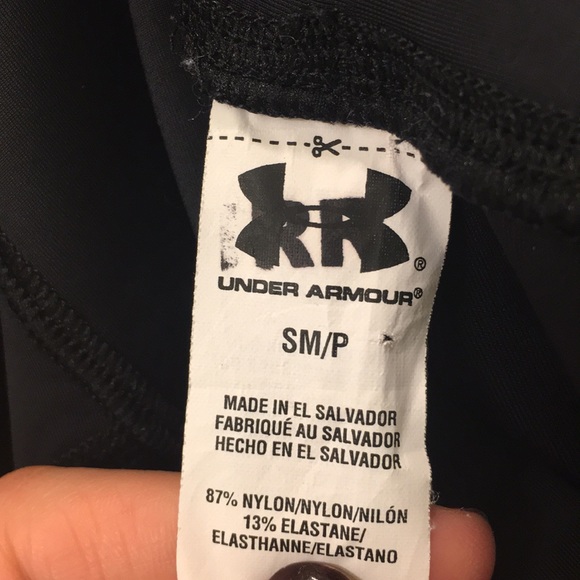 UNDER ARMOUR®
SM/P
MADE IN EL SALVADOR
FABRIQUÉ AU SALVADOR
HECHO EN EL SALVADOR
87% NYLON/NYLON/NILÓN
13% ELASTANE/
ELASTHANNE/ELASTANO